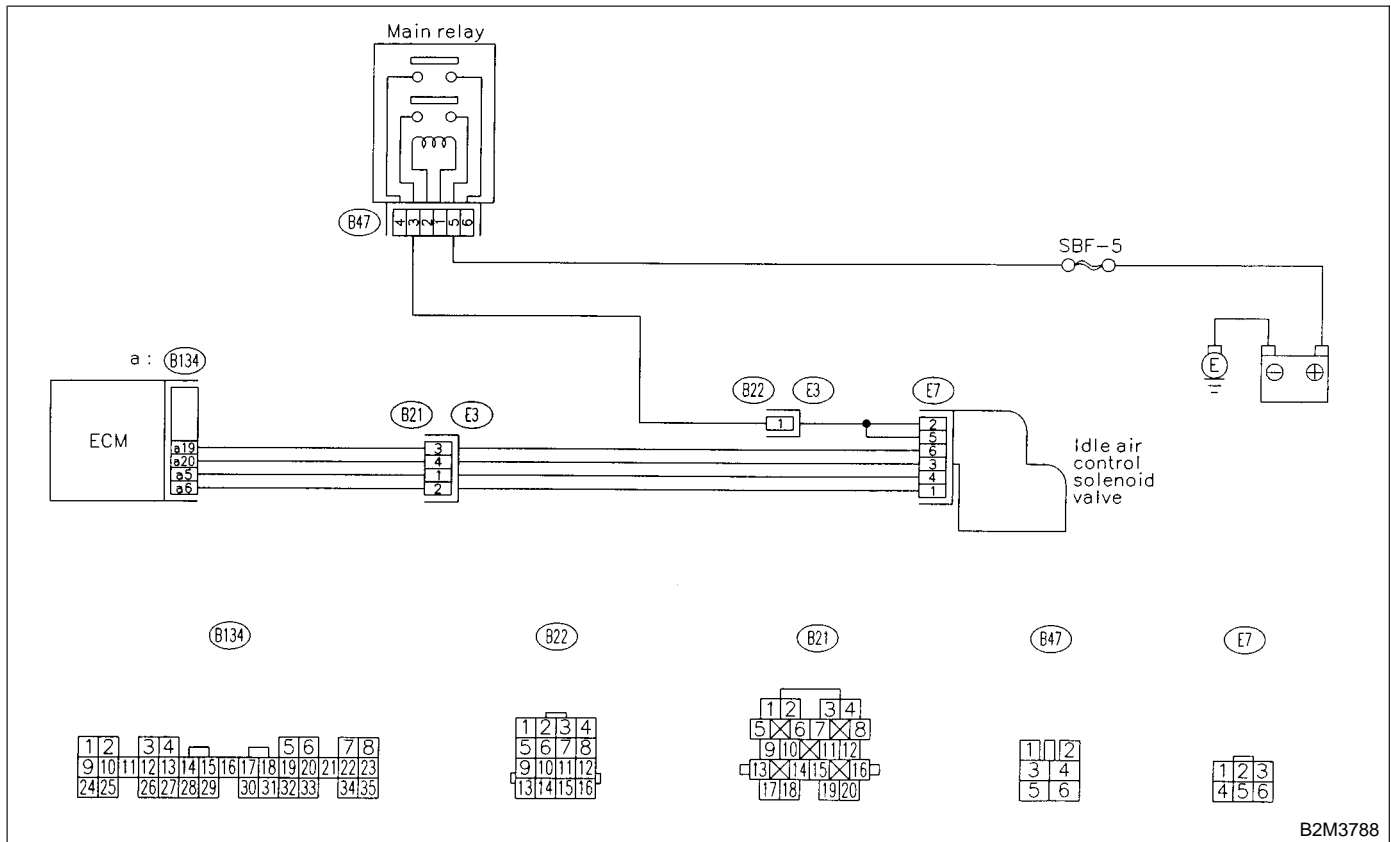 Main relay
B47
4 3 2 1 5 6
SBF-5
E
⊖ ⊕
a : B134
ECM
a19
a20
a5
a6
B21 E3
3
4
1
2
B22 E3
1
E7
2
5
6
3
4
1
Idle air
control
solenoid
valve
B134
1 2 3 4 5 6 7 8
9 10 11 12 13 14 15 16 17 18 19 20 21 22 23
24 25 26 27 28 29 30 31 32 33 34 35
B22
1 2 3 4
5 6 7 8
9 10 11 12
13 14 15 16
B21
1 2 3 4
5 6 7 8
9 10 11 12
13 14 15 16
17 18 19 20
B47
1 2
3 4
5 6
E7
1 2 3
4 5 6
B2M3788